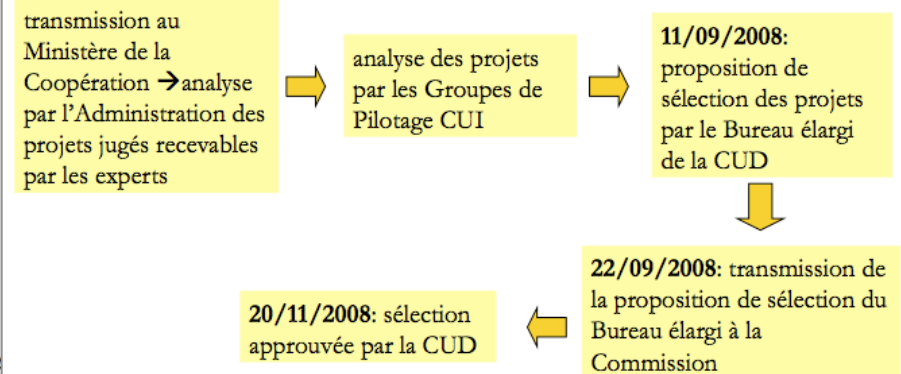 transmission au
Ministère de la
Coopération →analyse
par l'Administration des
projets jugés recevables
par les experts
analyse des projets
par les Groupes de
Pilotage CUI
11/09/2008:
proposition de
sélection des projets
par le Bureau élargi
de la CUD
22/09/2008: transmission de
la proposition de sélection du
Bureau élargi à la
Commission
20/11/2008: sélection
approuvée par la CUD